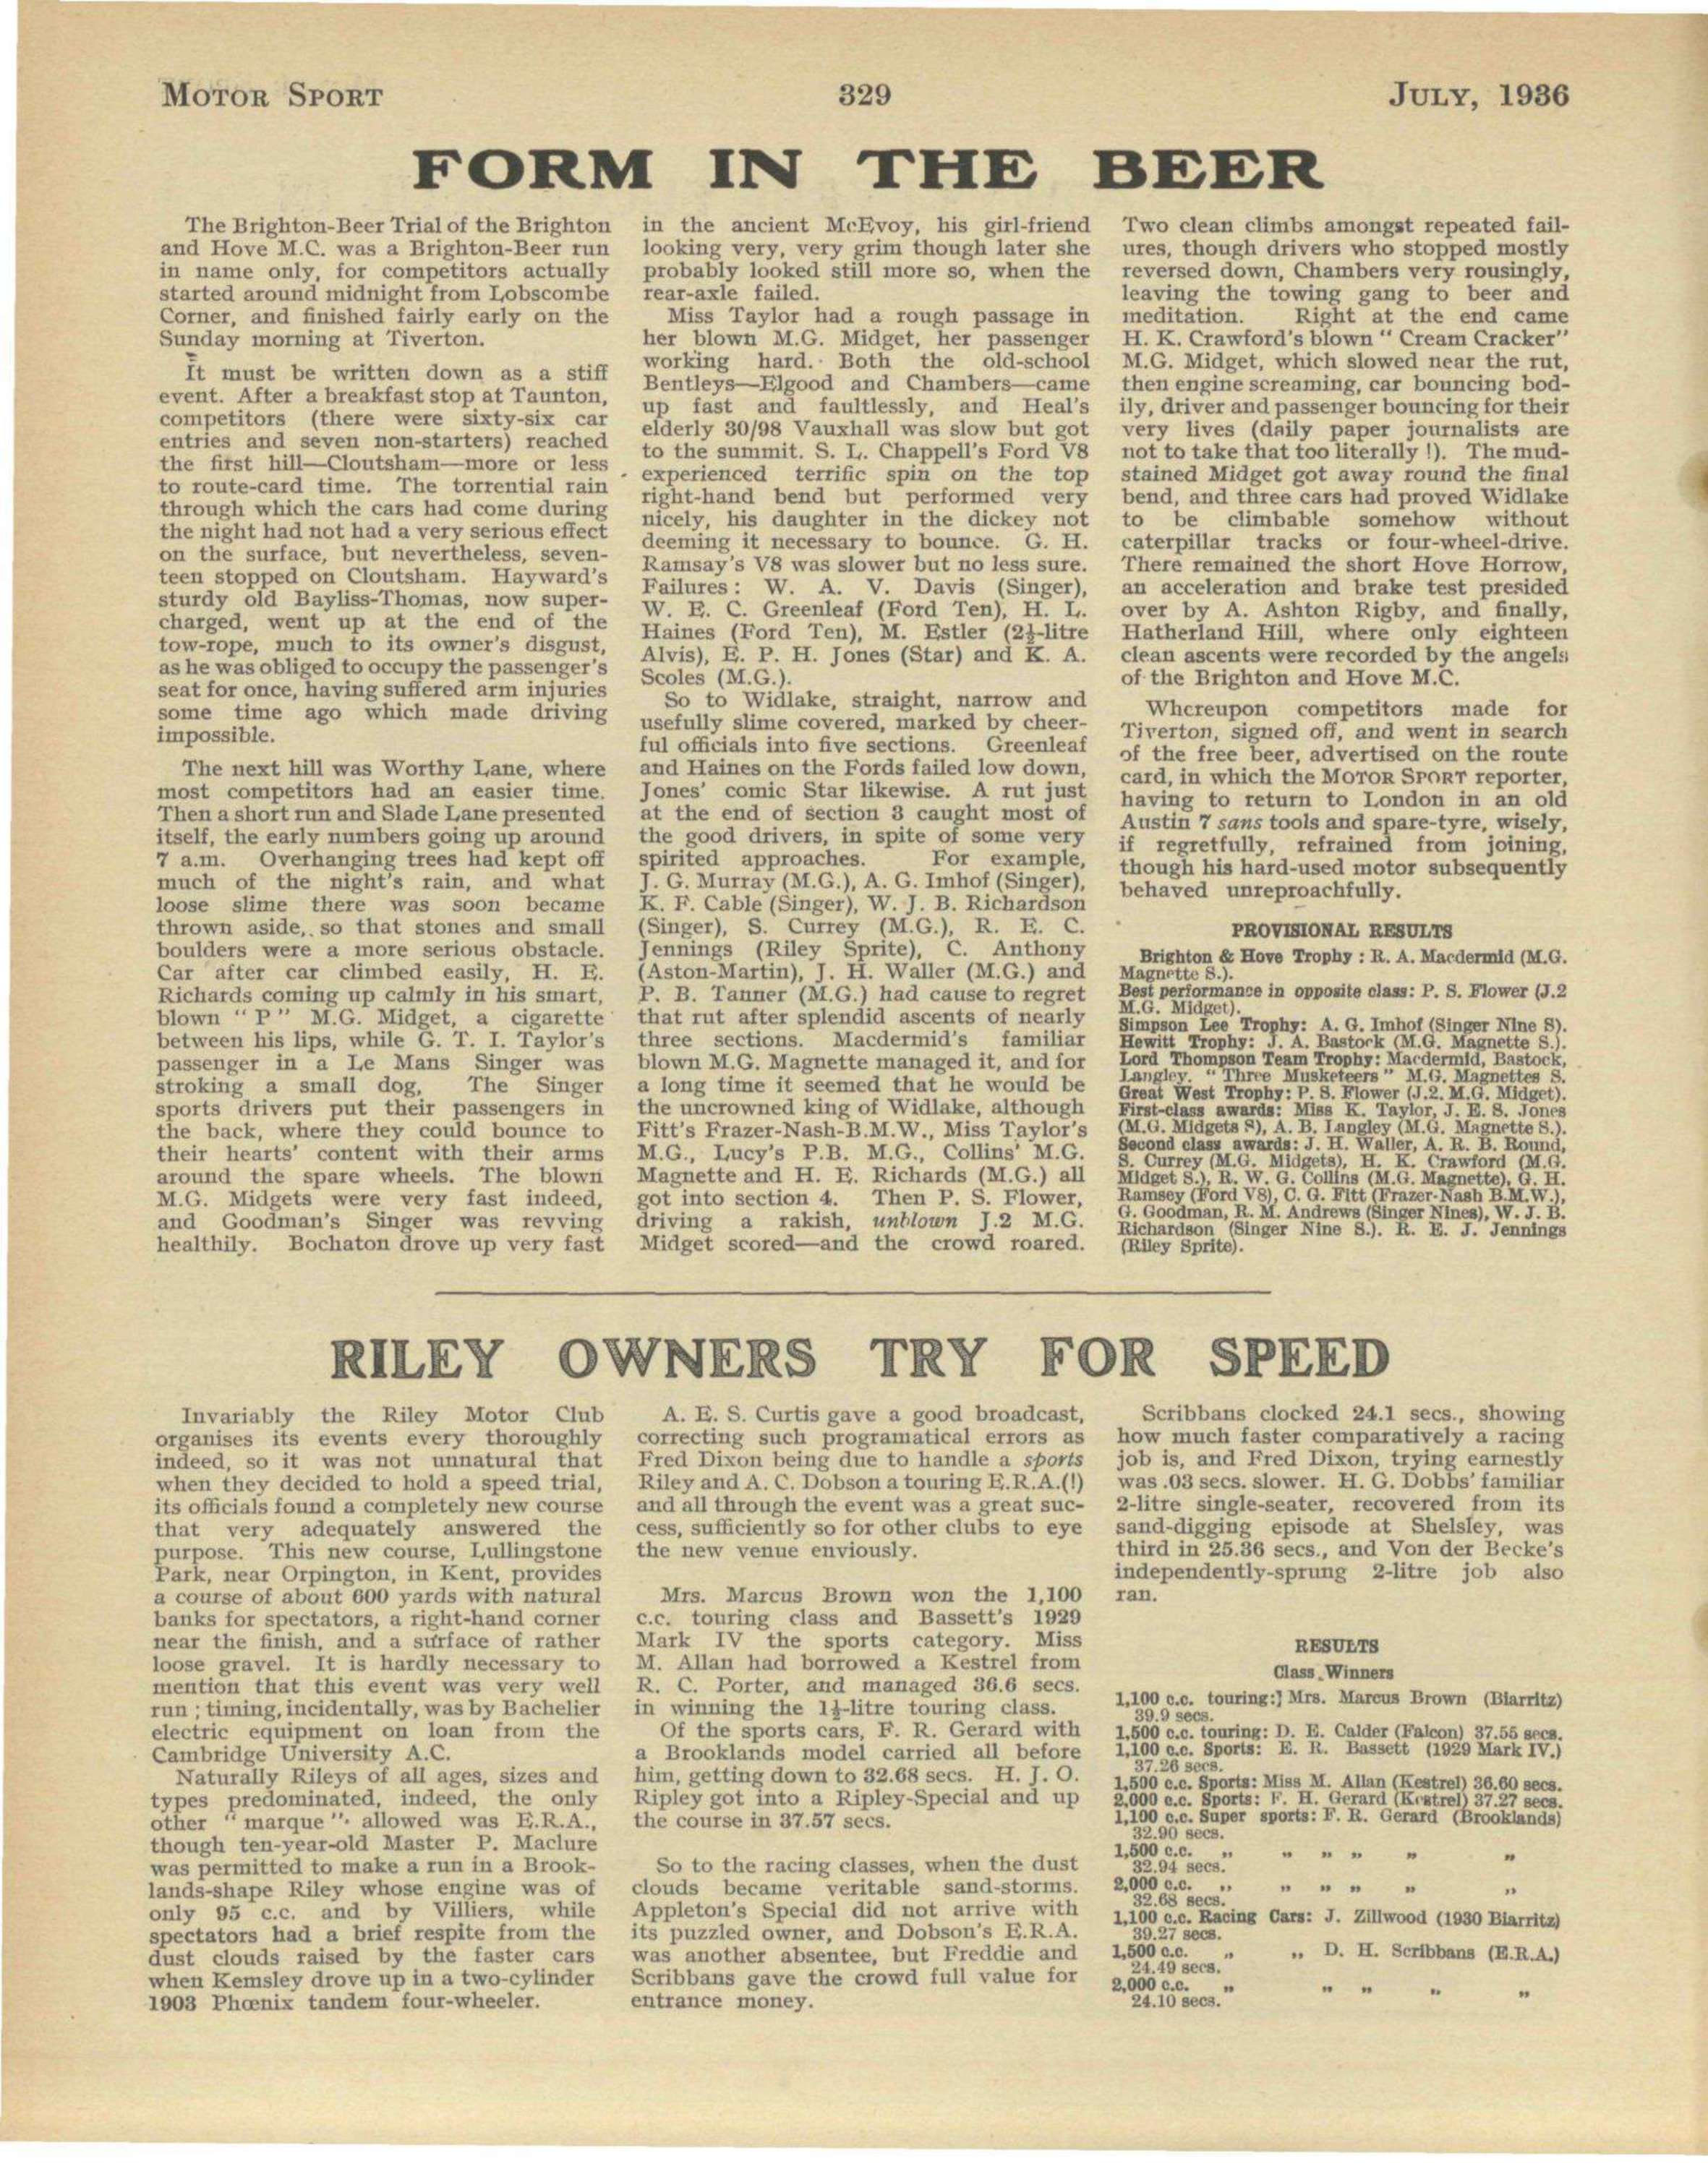 MOTOR SPORT 329 JULY, 1936
FORM IN THE BEER
The Brighton-Beer Trial of the Brighton
and Hove M.C. was a Brighton-Beer run
in name only, for competitors actually
started around midnight from Lobscombe
Corner, and finished fairly early on the
Sunday morning at Tiverton.
It must be written down as a stiff
event. After a breakfast stop at Taunton,
competitors (there were sixty-six car
entries and seven non-starters) reached
the first hill—Cloutsham—more or less
to route-card time. The torrential rain
through which the cars had come during
the night had not had a very serious effect
on the surface, but nevertheless, seven-
teen stopped on Cloutsham. Hayward's
sturdy old Bayliss-Thomas, now super-
charged, went up at the end of the
tow-rope, much to its owner's disgust,
as he was obliged to occupy the passenger's
seat for once, having suffered arm injuries
some time ago which made driving
impossible.
The next hill was Worthy Lane, where
most competitors had an easier time.
Then a short run and Slade Lane presented
itself, the early numbers going up around
7 a.m. Overhanging trees had kept off
much of the night's rain, and what
loose slime there was soon became
thrown aside, so that stones and small
boulders were a more serious obstacle.
Car after car climbed easily, H. E.
Richards coming up calmly in his smart,
blown " P " M.G. Midget, a cigarette
between his lips, while G. T. I. Taylor's
passenger in a Le Mans Singer was
stroking a small dog, The Singer
sports drivers put their passengers in
the back, where they could bounce to
their hearts' content with their arms
around the spare wheels. The blown
M.G. Midgets were very fast indeed,
and Goodman's Singer was revving
healthily. Bochaton drove up very fast
in the ancient McEvoy, his girl-friend
looking very, very grim though later she
probably looked still more so, when the
rear-axle failed.
Miss Taylor had a rough passage in
her blown M.G. Midget, her passenger
working hard. Both the old-school
Bentleys—Elgood and Chambers—came
up fast and faultlessly, and Heal's
elderly 30/98 Vauxhall was slow but got
to the summit. S. L. Chappell's Ford V8
experienced terrific spin on the top
right-hand bend but performed very
nicely, his daughter in the dickey not
deeming it necessary to bounce. G. H.
Ramsay's V8 was slower but no less sure.
Failures : W. A. V. Davis (Singer),
W. E. C. Greenleaf (Ford Ten), H. L.
Haines (Ford Ten), M. Estler (2½-litre
Alvis), E. P. H. Jones (Star) and K. A.
Scoles (M.G.).
So to Widlake, straight, narrow and
usefully slime covered, marked by cheer-
ful officials into five sections. Greenleaf
and Haines on the Fords failed low down,
Jones' comic Star likewise. A rut just
at the end of section 3 caught most of
the good drivers, in spite of some very
spirited approaches. For example,
J. G. Murray (M.G.), A. G. Imhof (Singer),
K. F. Cable (Singer), W. J. B. Richardson
(Singer), S. Currey (M.G.), R. E. C.
Jennings (Riley Sprite), C. Anthony
(Aston-Martin), J. H. Waller (M.G.) and
P. B. Tanner (M.G.) had cause to regret
that rut after splendid ascents of nearly
three sections. Macdermid's familiar
blown M.G. Magnette managed it, and for
a long time it seemed that he would be
the uncrowned king of Widlake, although
Fitt's Frazer-Nash-B.M.W., Miss Taylor's
M.G., Lucy's P.B. M.G., Collins' M.G.
Magnette and H. E. Richards (M.G.) all
got into section 4. Then P. S. Flower,
driving a rakish, unblown J.2 M.G.
Midget scored—and the crowd roared.
Two clean climbs amongst repeated fail-
ures, though drivers who stopped mostly
reversed down, Chambers very rousingly,
leaving the towing gang to beer and
meditation. Right at the end came
H. K. Crawford's blown " Cream Cracker"
M.G. Midget, which slowed near the rut,
then engine screaming, car bouncing bod-
ily, driver and passenger bouncing for their
very lives (daily paper journalists are
not to take that too literally !). The mud-
stained Midget got away round the final
bend, and three cars had proved Widlake
to be climbable somehow without
caterpillar tracks or four-wheel-drive.
There remained the short Hove Horrow,
an acceleration and brake test presided
over by A. Ashton Rigby, and finally,
Hatherland Hill, where only eighteen
clean ascents were recorded by the angels
of the Brighton and Hove M.C.
Whereupon competitors made for
Tiverton, signed off, and went in search
of the free beer, advertised on the route
card, in which the MOTOR SPORT reporter,
having to return to London in an old
Austin 7 sans tools and spare-tyre, wisely,
if regretfully, refrained from joining,
though his hard-used motor subsequently
behaved unreproachfully.
PROVISIONAL RESULTS
Brighton & Hove Trophy : R. A. Macdermid (M.G.
Magnette S.).
Best performance in opposite class: P. S. Flower (J.2
M.G. Midget).
Simpson Lee Trophy: A. G. Imhof (Singer Nine S).
Hewitt Trophy: J. A. Bastock (M.G. Magnette S.).
Lord Thompson Team Trophy: Macdermid, Bastock,
Langley. " Three Musketeers " M.G. Magnettes S.
Great West Trophy: P. S. Flower (J.2. M.G. Midget).
First-class awards: Miss K. Taylor, J. E. S. Jones
(M.G. Midgets S), A. B. Langley (M.G. Magnette S.).
Second class awards: J. H. Waller, A. R. B. Round,
S. Currey (M.G. Midgets), H. K. Crawford (M.G.
Midget S.), R. W. G. Collins (M.G. Magnette), G. H.
Ramsey (Ford V8), C. G. Fitt (Frazer-Nash B.M.W.),
G. Goodman, R. M. Andrews (Singer Nines), W. J. B.
Richardson (Singer Nine S.). R. E. J. Jennings
(Riley Sprite).
RILEY OWNERS TRY FOR SPEED
Invariably the Riley Motor Club
organises its events every thoroughly
indeed, so it was not unnatural that
when they decided to hold a speed trial,
its officials found a completely new course
that very adequately answered the
purpose. This new course, Lullingstone
Park, near Orpington, in Kent, provides
a course of about 600 yards with natural
banks for spectators, a right-hand corner
near the finish, and a surface of rather
loose gravel. It is hardly necessary to
mention that this event was very well
run ; timing, incidentally, was by Bachelier
electric equipment on loan from the
Cambridge University A.C.
Naturally Rileys of all ages, sizes and
types predominated, indeed, the only
other " marque " allowed was E.R.A.,
though ten-year-old Master P. Maclure
was permitted to make a run in a Brook-
lands-shape Riley whose engine was of
only 95 c.c. and by Villiers, while
spectators had a brief respite from the
dust clouds raised by the faster cars
when Kemsley drove up in a two-cylinder
1903 Phœnix tandem four-wheeler.
A. E. S. Curtis gave a good broadcast,
correcting such programatical errors as
Fred Dixon being due to handle a sports
Riley and A. C. Dobson a touring E.R.A.(!)
and all through the event was a great suc-
cess, sufficiently so for other clubs to eye
the new venue enviously.
Mrs. Marcus Brown won the 1,100
c.c. touring class and Bassett's 1929
Mark IV the sports category. Miss
M. Allan had borrowed a Kestrel from
R. C. Porter, and managed 36.6 secs.
in winning the 1½-litre touring class.
Of the sports cars, F. R. Gerard with
a Brooklands model carried all before
him, getting down to 32.68 secs. H. J. O.
Ripley got into a Ripley-Special and up
the course in 37.57 secs.
So to the racing classes, when the dust
clouds became veritable sand-storms.
Appleton's Special did not arrive with
its puzzled owner, and Dobson's E.R.A.
was another absentee, but Freddie and
Scribbans gave the crowd full value for
entrance money.
Scribbans clocked 24.1 secs., showing
how much faster comparatively a racing
job is, and Fred Dixon, trying earnestly
was .03 secs. slower. H. G. Dobbs' familiar
2-litre single-seater, recovered from its
sand-digging episode at Shelsley, was
third in 25.36 secs., and Von der Becke's
independently-sprung 2-litre job also
ran.
RESULTS
Class Winners
1,100 c.c. touring: Mrs. Marcus Brown (Biarritz)
39.9 secs.
1,500 c.c. touring: D. E. Calder (Falcon) 37.55 secs.
1,100 c.c. Sports: E. R. Bassett (1929 Mark IV.)
37.26 secs.
1,500 c.c. Sports: Miss M. Allan (Kestrel) 36.60 secs.
2,000 c.c. Sports: F. H. Gerard (Kestrel) 37.27 secs.
1,100 c.c. Super sports: F. R. Gerard (Brooklands)
32.90 secs.
1,500 c.c. „ „ „ „ „ „
32.94 secs.
2,000 c.c. „ „ „ „ „ „
32.68 secs.
1,100 c.c. Racing Cars: J. Zillwood (1930 Biarritz)
39.27 secs.
1,500 c.c. „ „ D. H. Scribbans (E.R.A.)
24.49 secs.
2,000 c.c. „ „ „ „ „
24.10 secs.